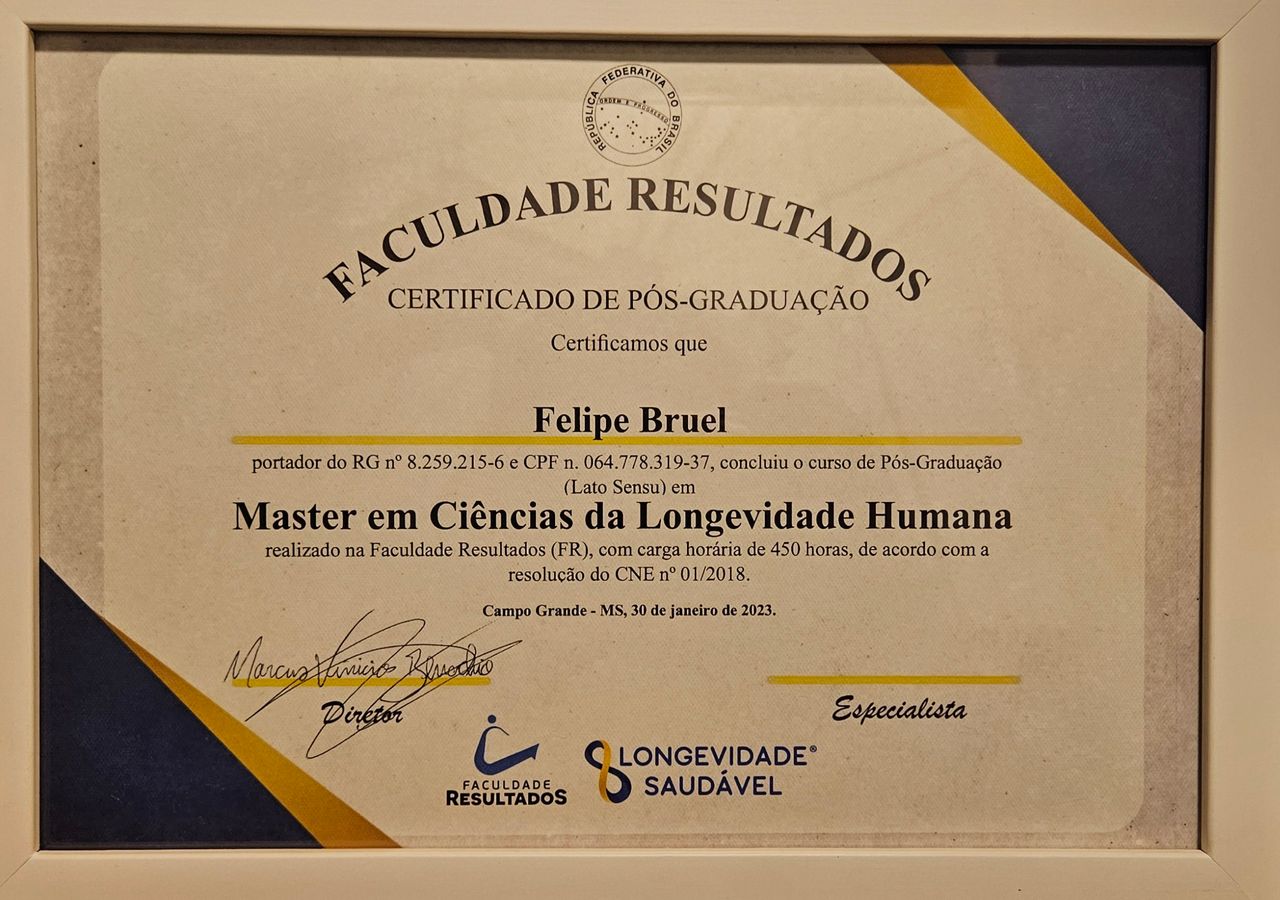 REPÚBLICA FEDERATIVA DO BRASIL
ORDEM E PROGRESSO
FACULDADE RESULTADOS
CERTIFICADO DE PÓS-GRADUAÇÃO
Certificamos que
Felipe Bruel
portador do RG nº 8.259.215-6 e CPF n. 064.778.319-37, concluiu o curso de Pós-Graduação
(Lato Sensu) em
Master em Ciências da Longevidade Humana
realizado na Faculdade Resultados (FR), com carga horária de 450 horas, de acordo com a
resolução do CNE nº 01/2018.
Campo Grande - MS, 30 de janeiro de 2023.
Marcus Vinicios
Diretor
Especialista
FACULDADE
RESULTADOS
LONGEVIDADE®
SAUDÁVEL